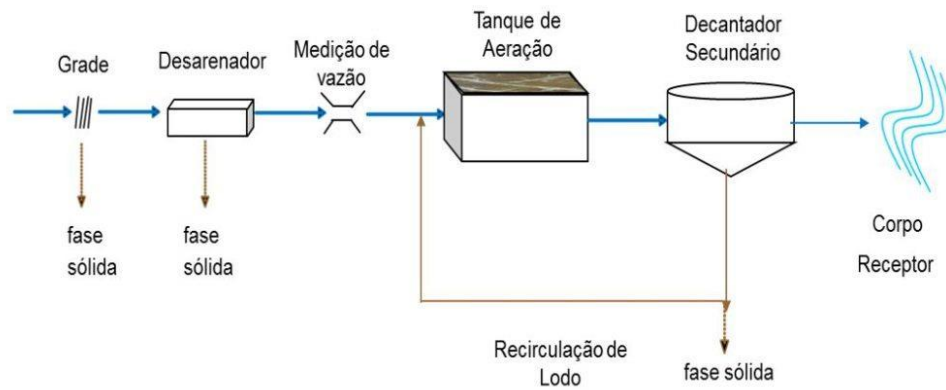 Grade
Desarenador
Medição de
vazão
Tanque de
Aeração
Decantador
Secundário
fase
sólida
fase
sólida
Corpo
Receptor
Recirculação de
Lodo
fase sólida